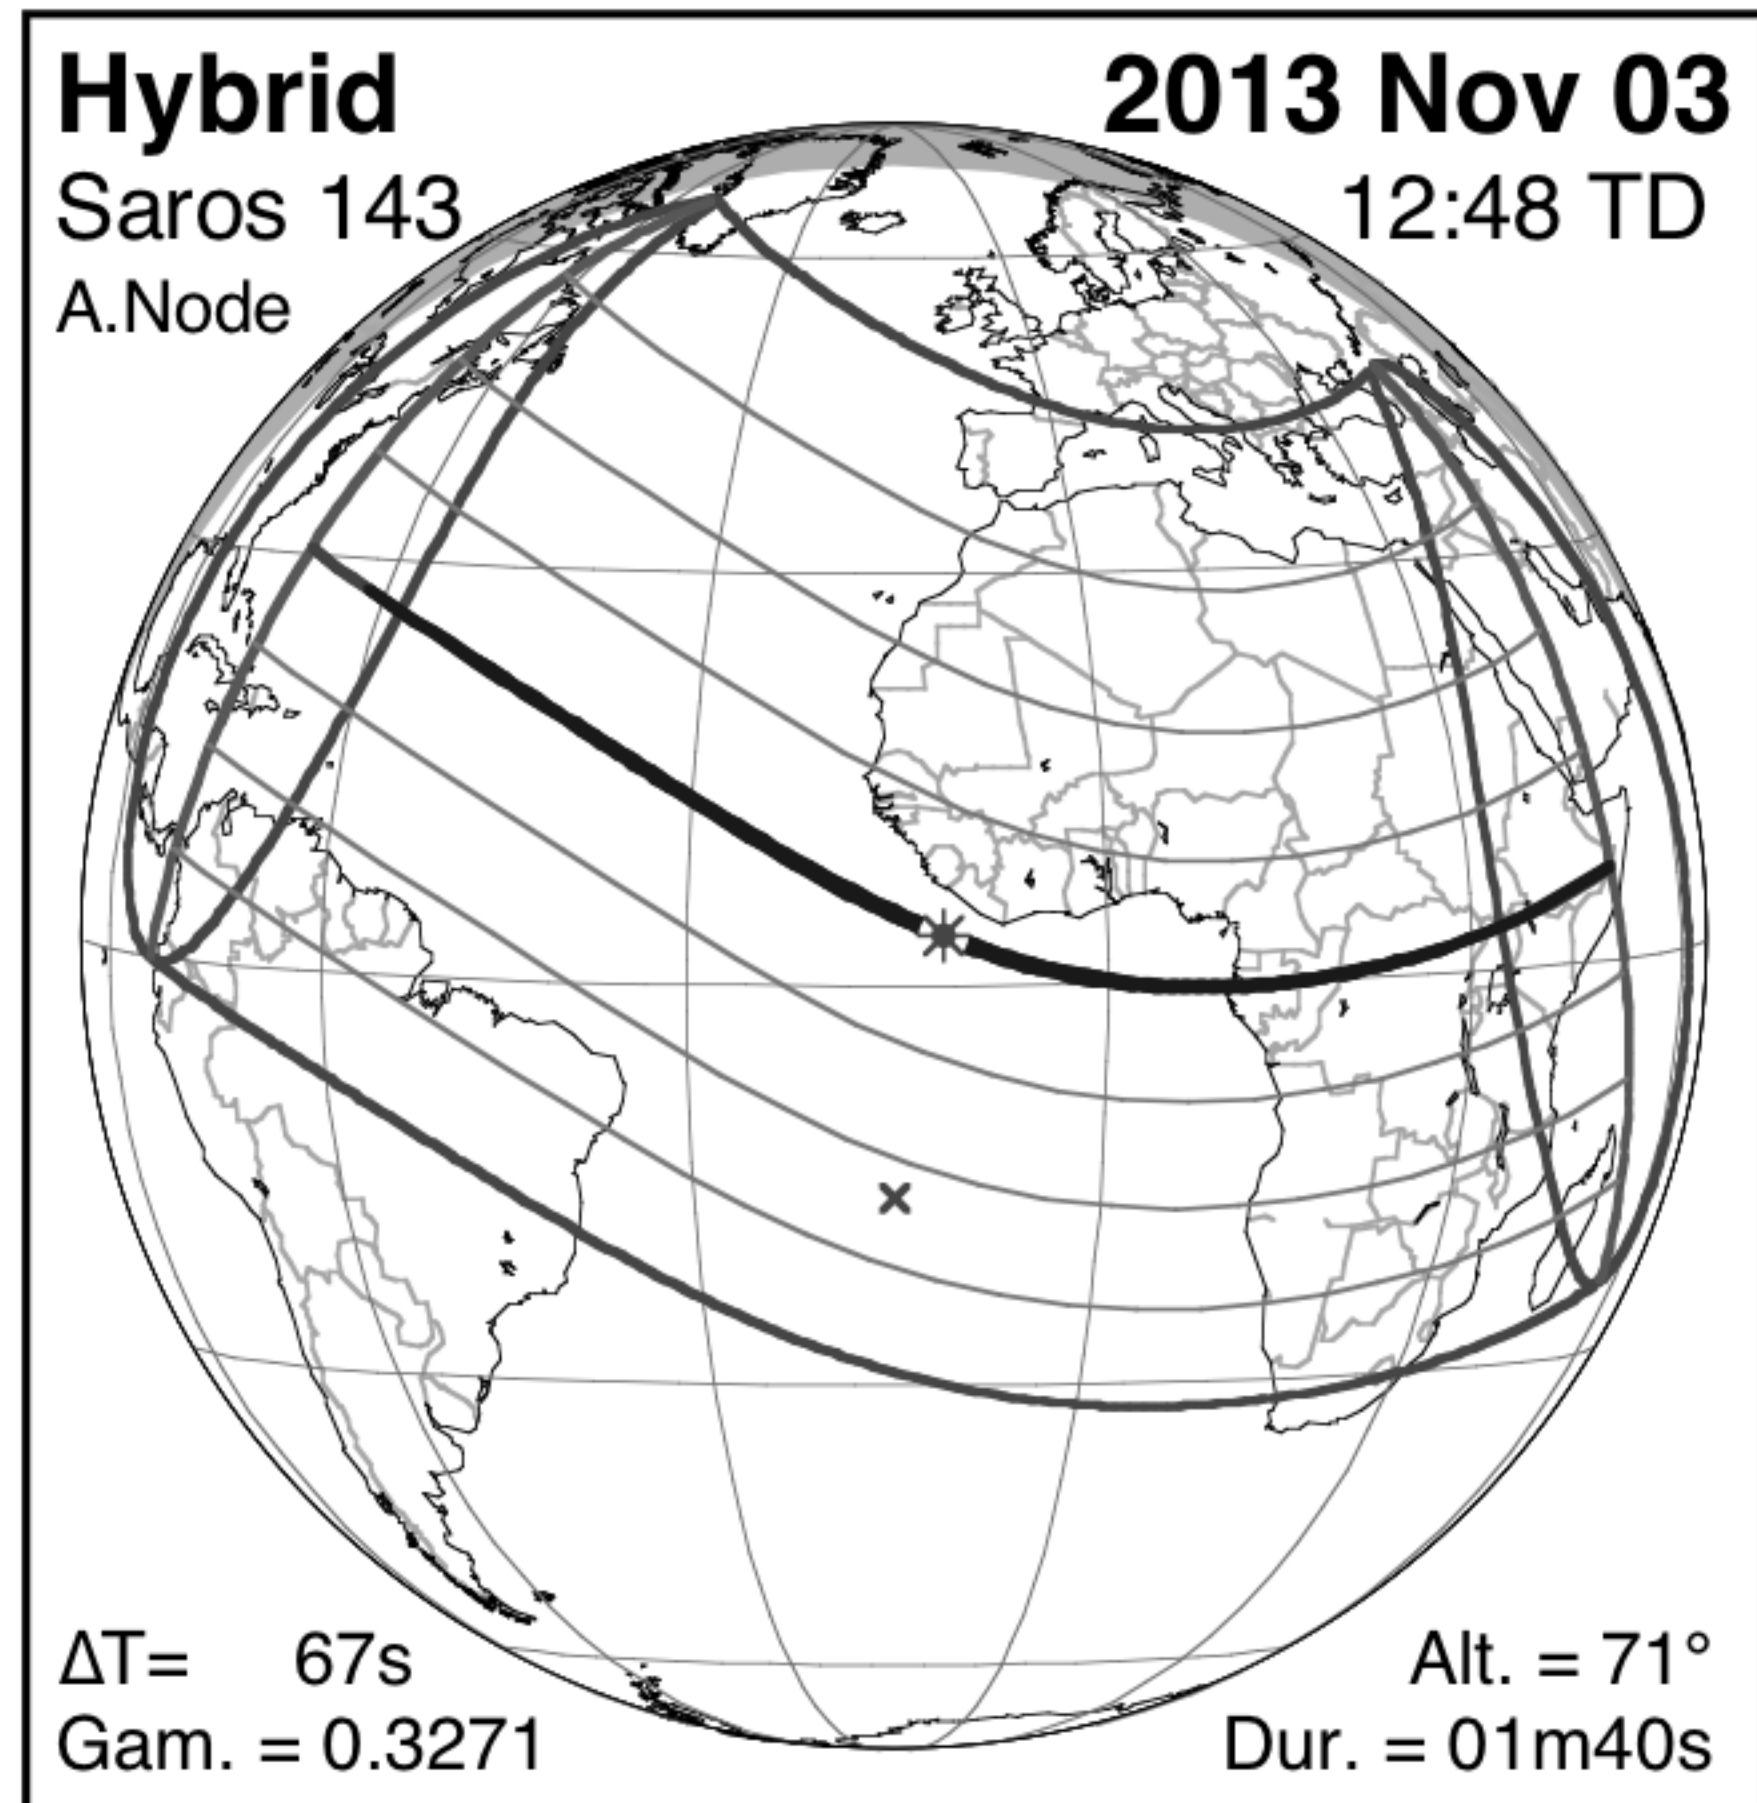 Hybrid
2013 Nov 03
Saros 143
12:48 TD
A.Node
ΔT= 67s
Alt. = 71°
Gam. = 0.3271
Dur. = 01m40s